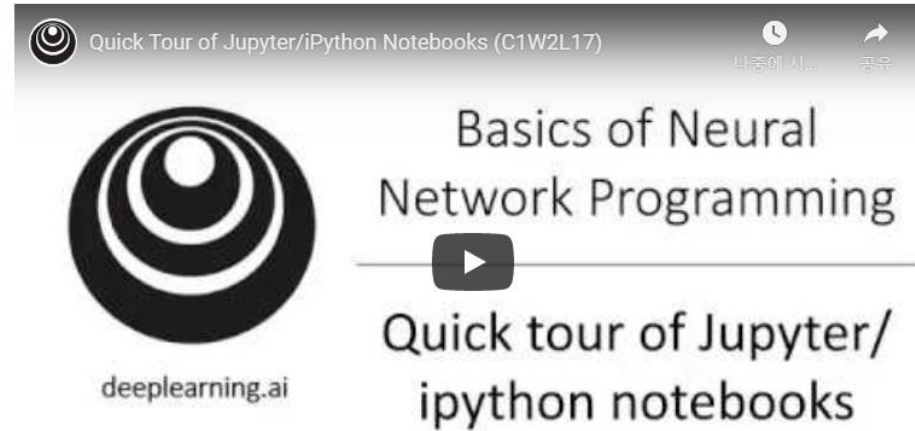 Quick Tour of Jupyter/iPython Notebooks (C1W2L17)
나중에 시...
공유
Basics of Neural
Network Programming
Quick tour of Jupyter/
ipython notebooks
deeplearning.ai